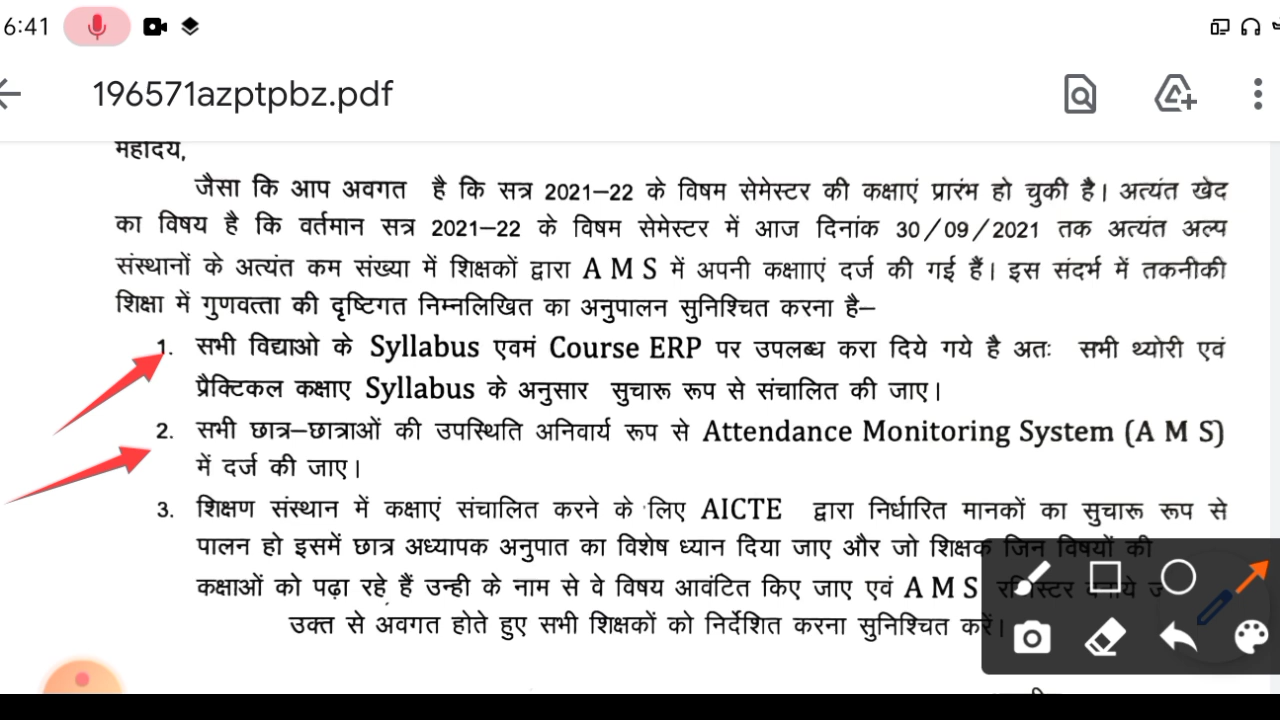 6:41
196571azptpbz.pdf
महोदय,
जैसा कि आप अवगत है कि सत्र 2021–22 के विषम सेमेस्टर की कक्षाएं प्रारंभ हो चुकी है। अत्यंत खेद
का विषय है कि वर्तमान सत्र 2021–22 के विषम सेमेस्टर में आज दिनांक 30/09/2021 तक अत्यंत अल्प
संस्थानों के अत्यंत कम संख्या में शिक्षकों द्वारा A M S में अपनी कक्षााएं दर्ज की गई हैं। इस संदर्भ में तकनीकी
शिक्षा में गुणवत्ता की दृष्टिगत निम्नलिखित का अनुपालन सुनिश्चित करना है–
1. सभी विद्याओ के Syllabus एवमं Course ERP पर उपलब्ध करा दिये गये है अतः सभी थ्योरी एवं
प्रैक्टिकल कक्षाए Syllabus के अनुसार सुचारू रूप से संचालित की जाए।
2. सभी छात्र–छात्राओं की उपस्थिति अनिवार्य रूप से Attendance Monitoring System (A M S)
में दर्ज की जाए।
3. शिक्षण संस्थान में कक्षाएं संचालित करने के लिए AICTE द्वारा निर्धारित मानकों का सुचारू रूप से
पालन हो इसमें छात्र अध्यापक अनुपात का विशेष ध्यान दिया जाए और जो शिक्षक जिन विषयों की
कक्षाओं को पढ़ा रहे हैं उन्ही के नाम से वे विषय आवंटित किए जाए एवं A M S
उक्त से अवगत होते हुए सभी शिक्षकों को निर्देशित करना सुनिश्चित करें।